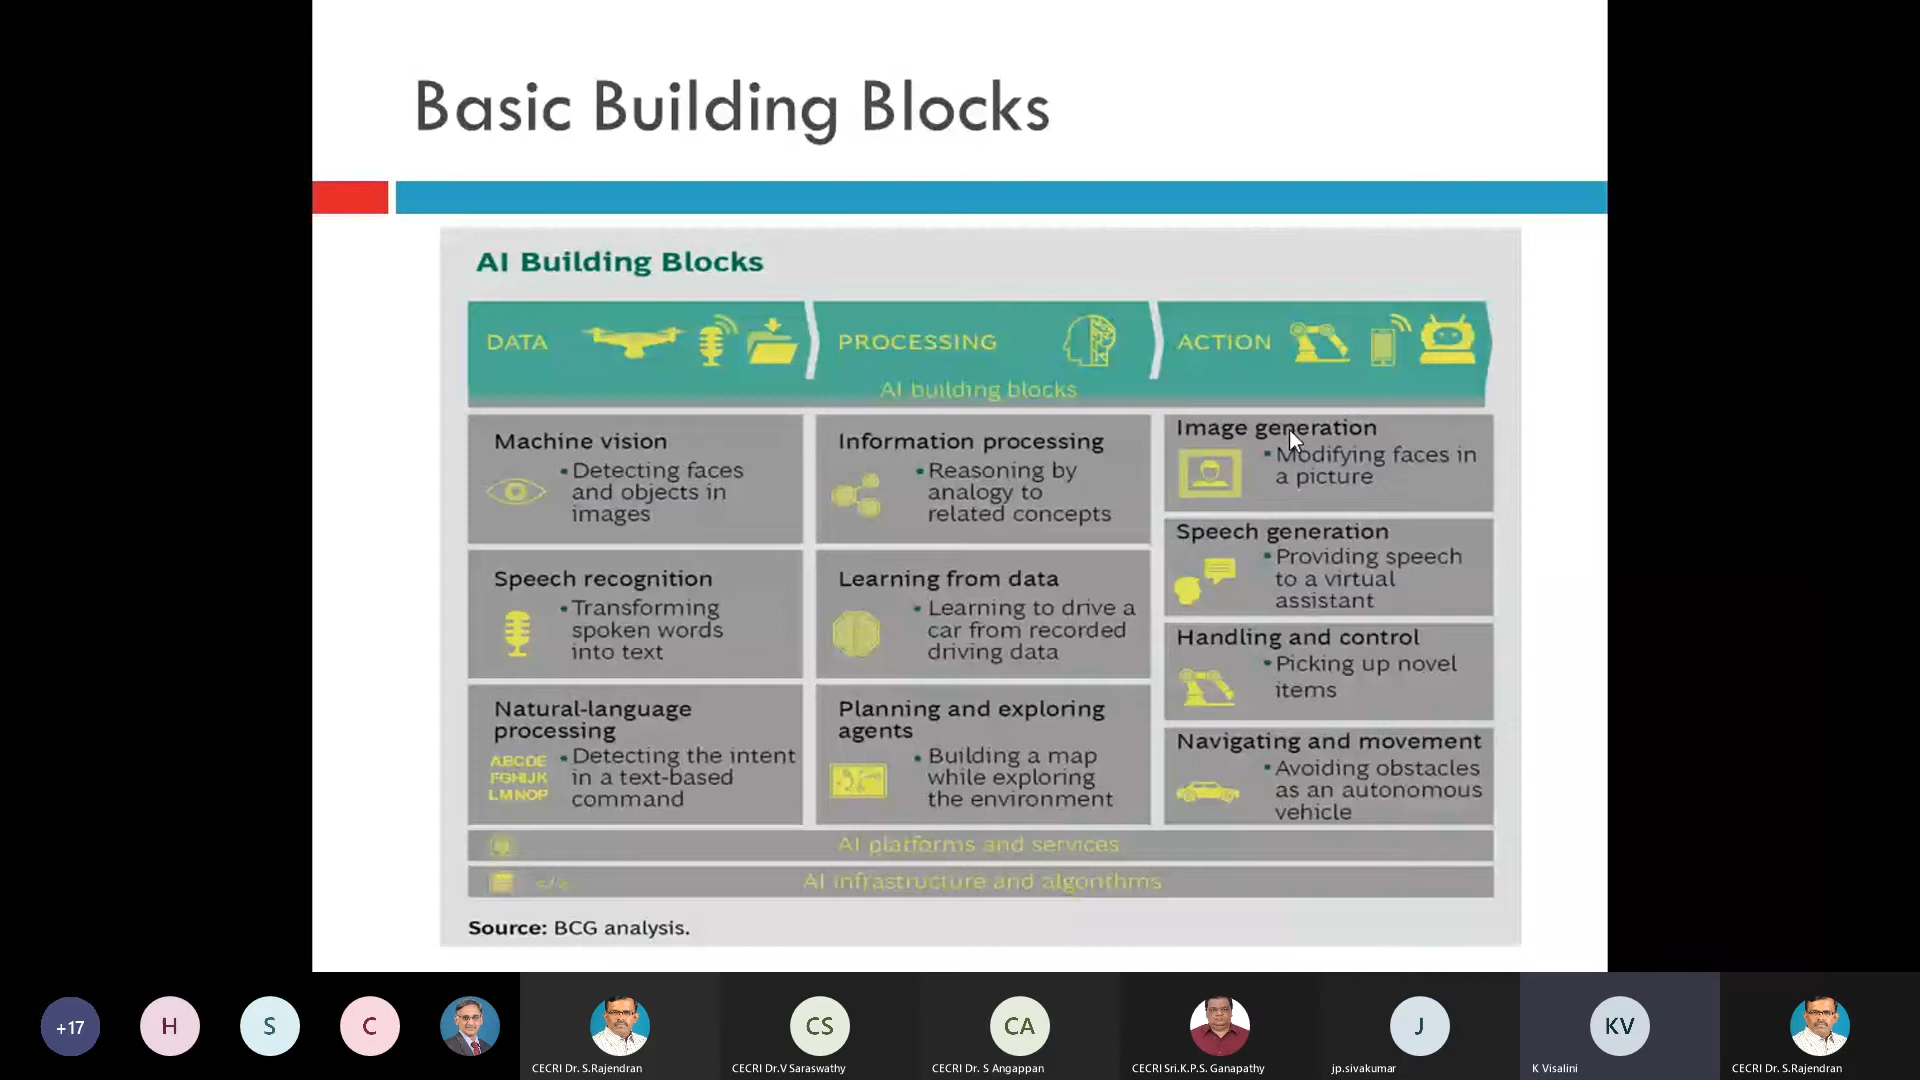 Basic Building Blocks
AI Building Blocks
DATA
PROCESSING
ACTION
AI building blocks
Machine vision
▪ Detecting faces
and objects in
images
Speech recognition
▪ Transforming
spoken words
into text
Natural-language
processing
ABCDE
FGHIJK
LMNOP
▪ Detecting the intent
in a text-based
command
Information processing
▪ Reasoning by
analogy to
related concepts
Learning from data
▪ Learning to drive a
car from recorded
driving data
Planning and exploring
agents
▪ Building a map
while exploring
the environment
Image generation
▪ Modifying faces in
a picture
Speech generation
▪ Providing speech
to a virtual
assistant
Handling and control
▪ Picking up novel
items
Navigating and movement
▪ Avoiding obstacles
as an autonomous
vehicle
AI platforms and services
</> AI infrastructure and algorithms
Source: BCG analysis.
+17
H
S
C
CECRI Dr. S.Rajendran
CS
CECRI Dr.V Saraswathy
CA
CECRI Dr. S Angappan
CECRI Sri.K.P.S. Ganapathy
J
jp.sivakumar
KV
K Visalini
CECRI Dr. S.Rajendran